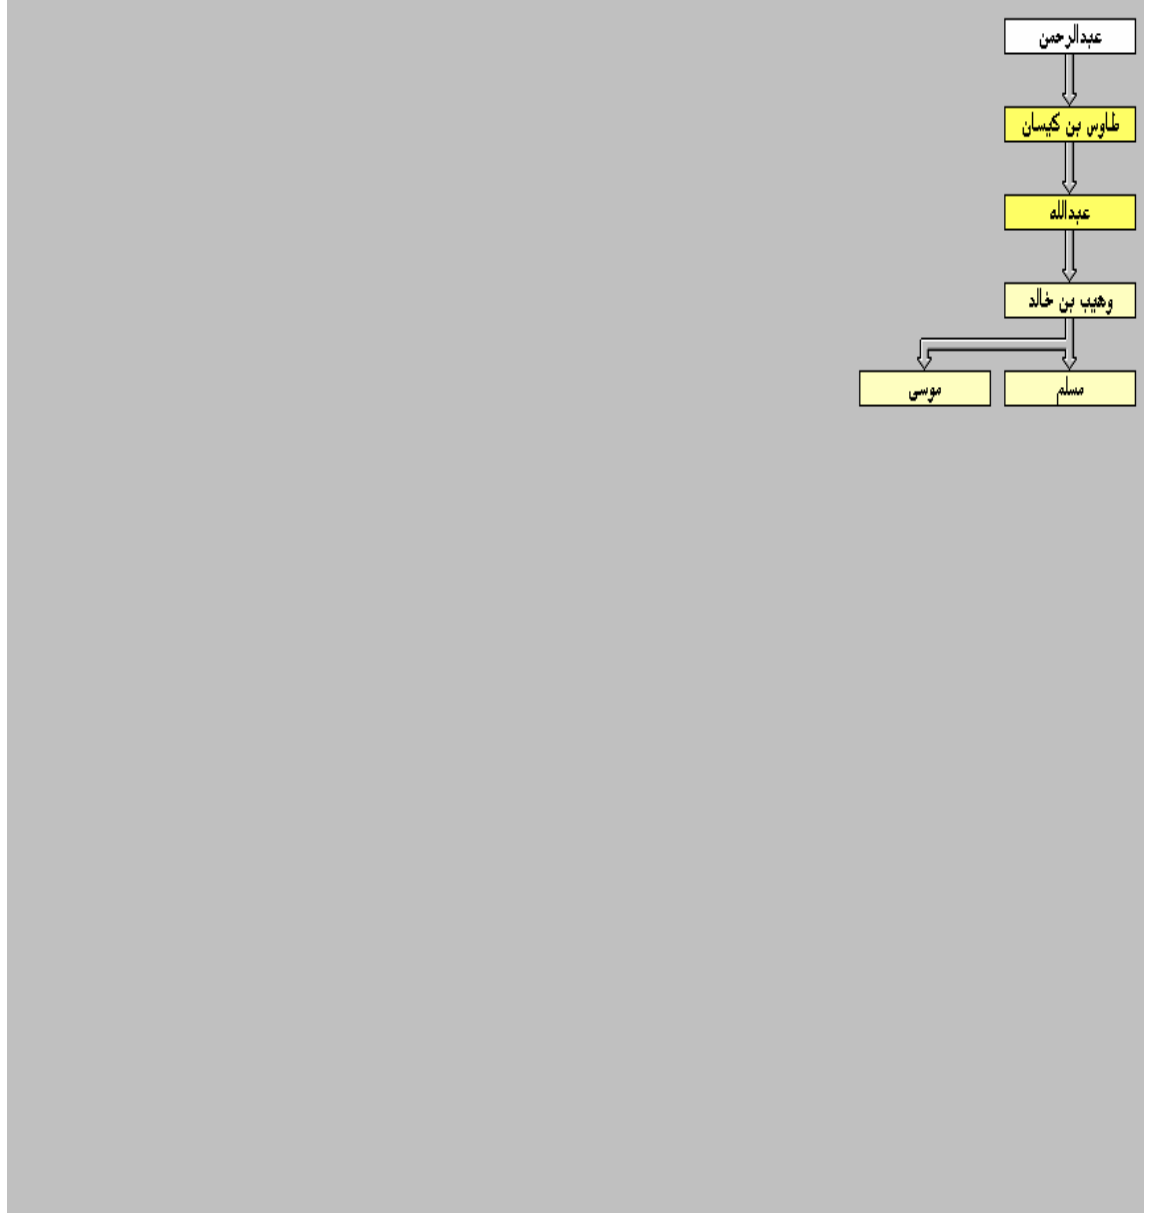 عبدالرحمن
طاوس بن كيسان
عبدالله
وهيب بن خالد
مسلم
موسى